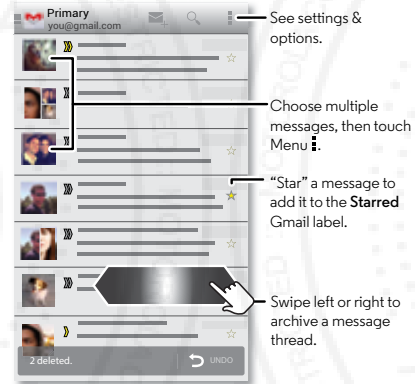 Primary
you@gmail.com
See settings &
options.
Choose multiple
messages, then touch
Menu .
“Star” a message to
add it to the Starred
Gmail label.
Swipe left or right to
archive a message
thread.
2 deleted.
UNDO